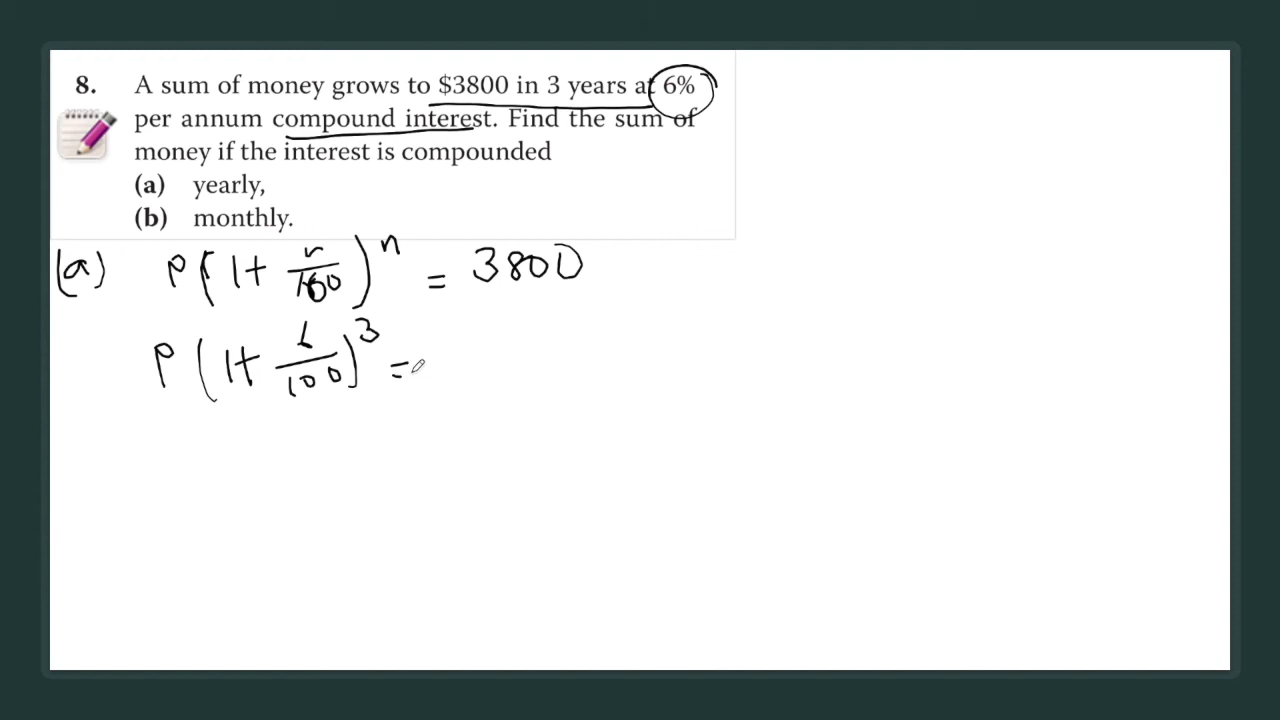 8. A sum of money grows to $3800 in 3 years at 6%
per annum compound interest. Find the sum of
money if the interest is compounded
(a) yearly,
(b) monthly.
(a) P(1+ r/100)^n = 3800
P(1+ 6/100)^3 =